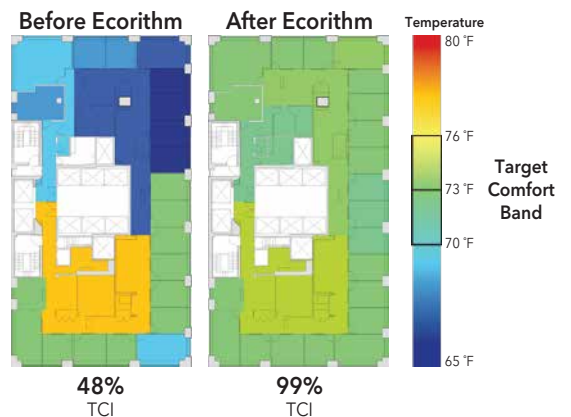 Before Ecorithm
After Ecorithm
Temperature
80 °F
76 °F
73 °F
70 °F
65 °F
Target
Comfort
Band
48%
TCI
99%
TCI